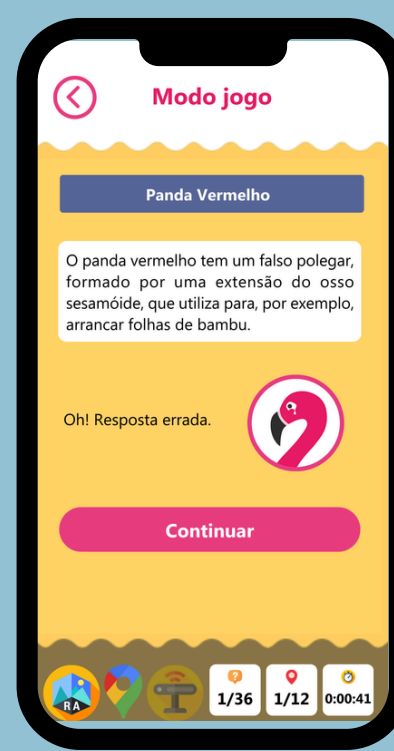 Modo jogo
Panda Vermelho
O panda vermelho tem um falso polegar,
formado por uma extensão do osso
sesamóide, que utiliza para, por exemplo,
arrancar folhas de bambu.
Oh! Resposta errada.
Continuar
RA
1/36
1/12
0:00:41